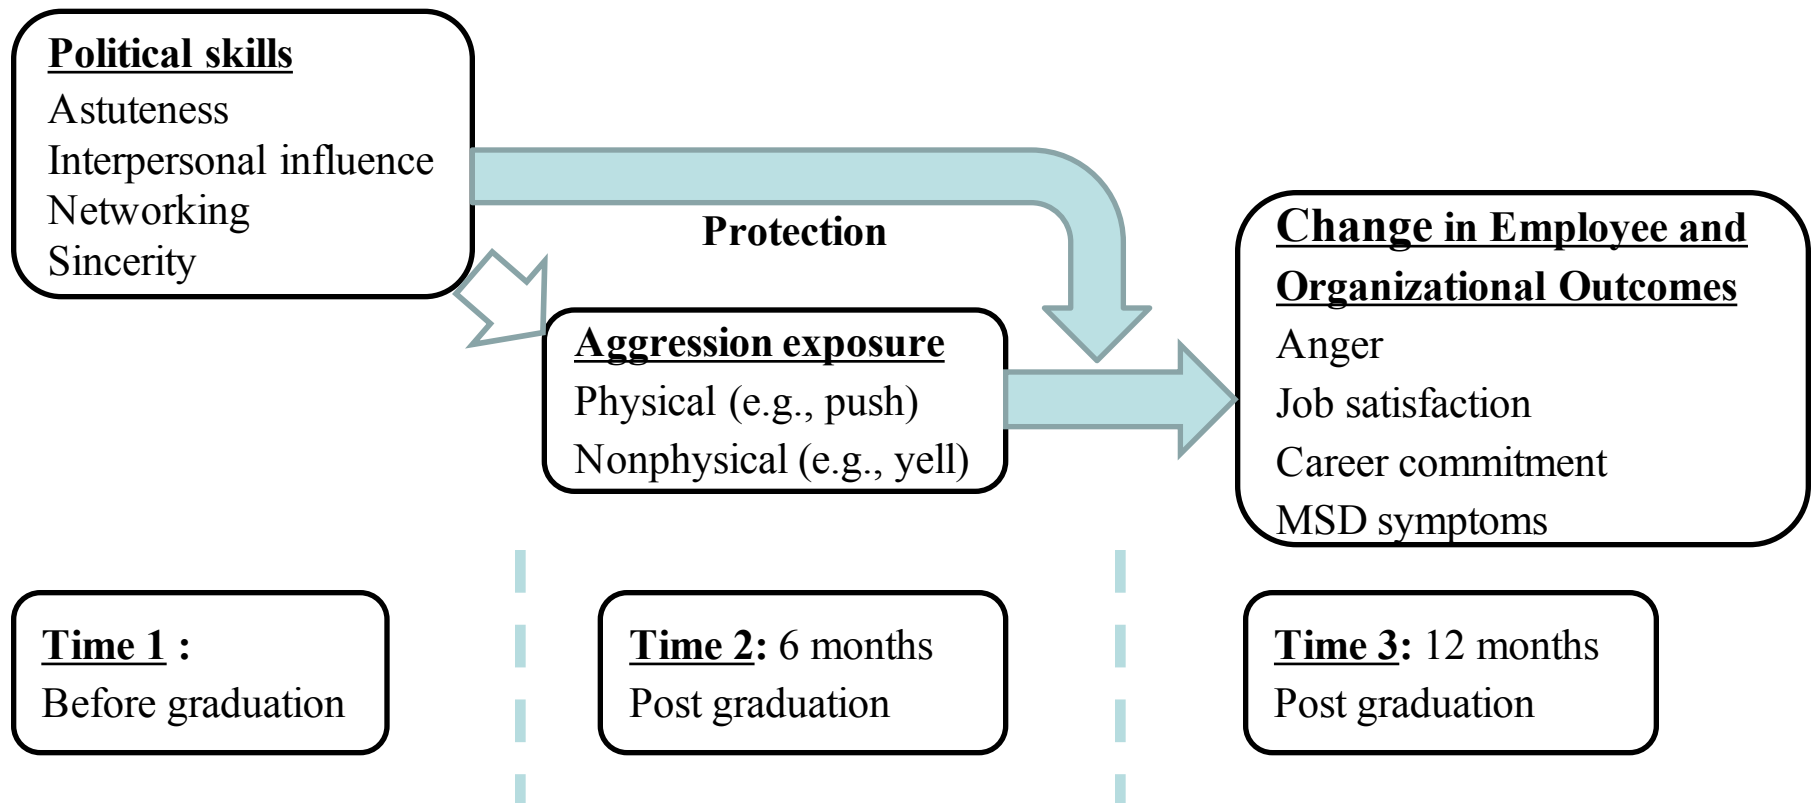 Political skills
Astuteness
Interpersonal influence
Networking
Sincerity
Protection
Aggression exposure
Physical (e.g., push)
Nonphysical (e.g., yell)
Change in Employee and
Organizational Outcomes
Anger
Job satisfaction
Career commitment
MSD symptoms
Time 1 :
Before graduation
Time 2: 6 months
Post graduation
Time 3: 12 months
Post graduation